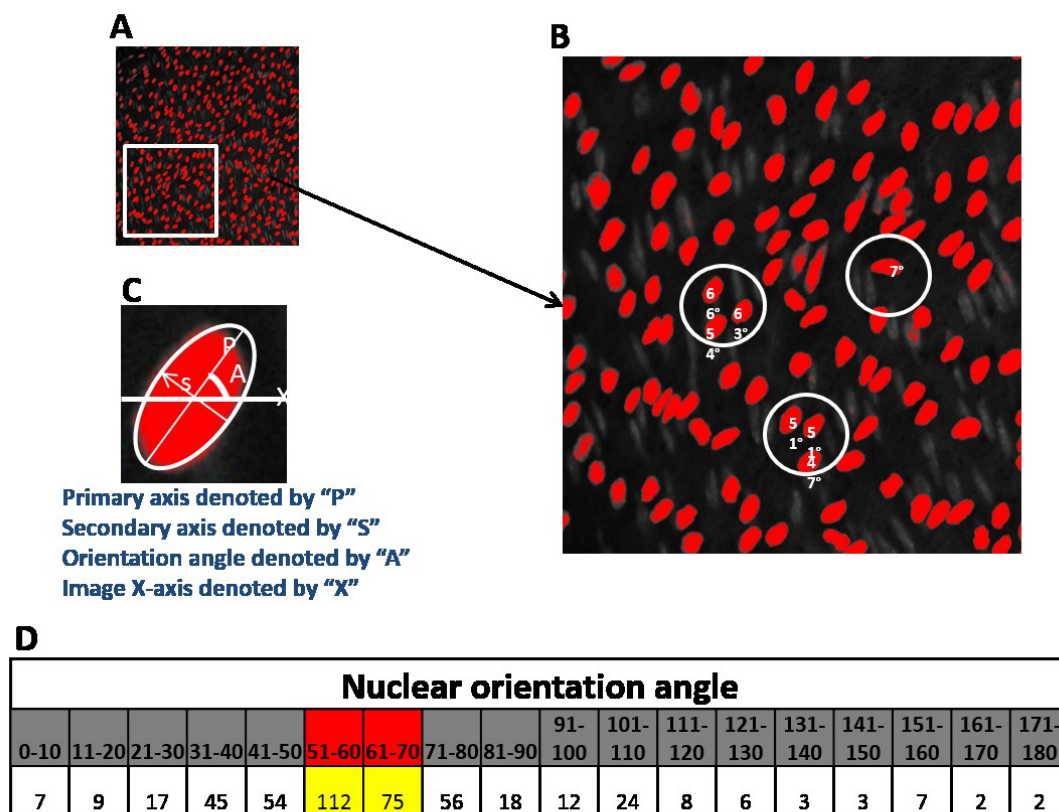 A
B
6
6° 6
5 3°
4°
7°
5
1° 5
1°
4
7°
C
P
A
S
X
Primary axis denoted by “P”
Secondary axis denoted by “S”
Orientation angle denoted by “A”
Image X-axis denoted by “X”
D
Nuclear orientation angle
0-10 11-20 21-30 31-40 41-50 51-60 61-70 71-80 81-90 91-100 101-110 111-120 121-130 131-140 141-150 151-160 161-170 171-180
7 9 17 45 54 112 75 56 18 12 24 8 6 3 3 7 2 2